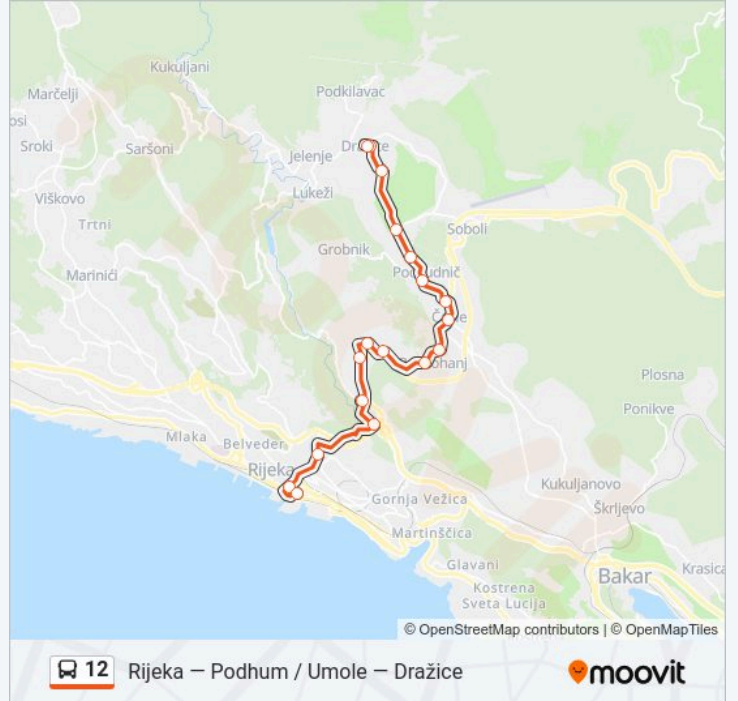 Kukuljani
Podkilavac
Marčelji
Sroki
Saršoni
Jelenje
Lukeži
Viškovo
Trtni
Soboli
Grobnik
Marinići
Plosna
Ponikve
Mlaka
Belveder
Rijeka
Gornja Vežica
Kukuljanovo
Škrljevo
Martinšćica
Glavani
Bakar
Krasica
Kostrena
Sveta Lucija
© OpenStreetMap contributors | © OpenMapTiles
12 Rijeka – Podhum / Umole – Dražice
moovit